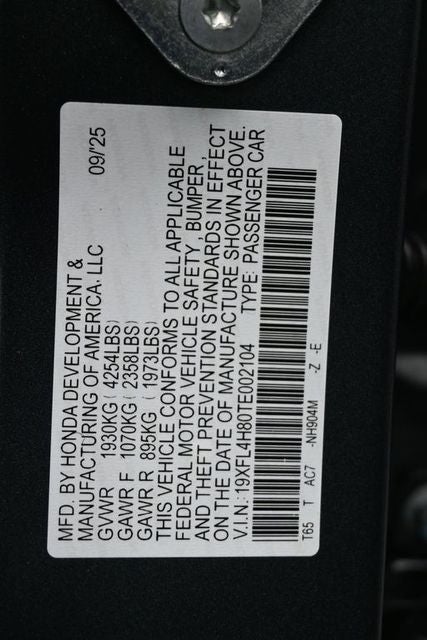 MFD. BY HONDA DEVELOPMENT &
MANUFACTURING OF AMERICA, LLC 09/'25
GVWR 1930KG ( 4254LBS)
GAWR F 1070KG ( 2358LBS)
GAWR R 895KG ( 1973LBS)
THIS VEHICLE CONFORMS TO ALL APPLICABLE
FEDERAL MOTOR VEHICLE SAFETY , BUMPER ,
AND THEFT PREVENTION STANDARDS IN EFFECT
ON THE DATE OF MANUFACTURE SHOWN ABOVE.
V.I.N.: 19XFL4H80TE002104 TYPE: PASSENGER CAR
T65 T AC7 -NH904M -Z -E